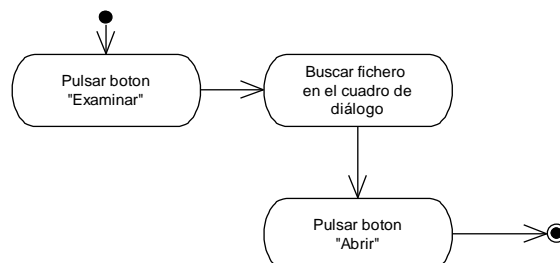 Pulsar boton
"Examinar"
Buscar fichero
en el cuadro de
diálogo
Pulsar boton
"Abrir"